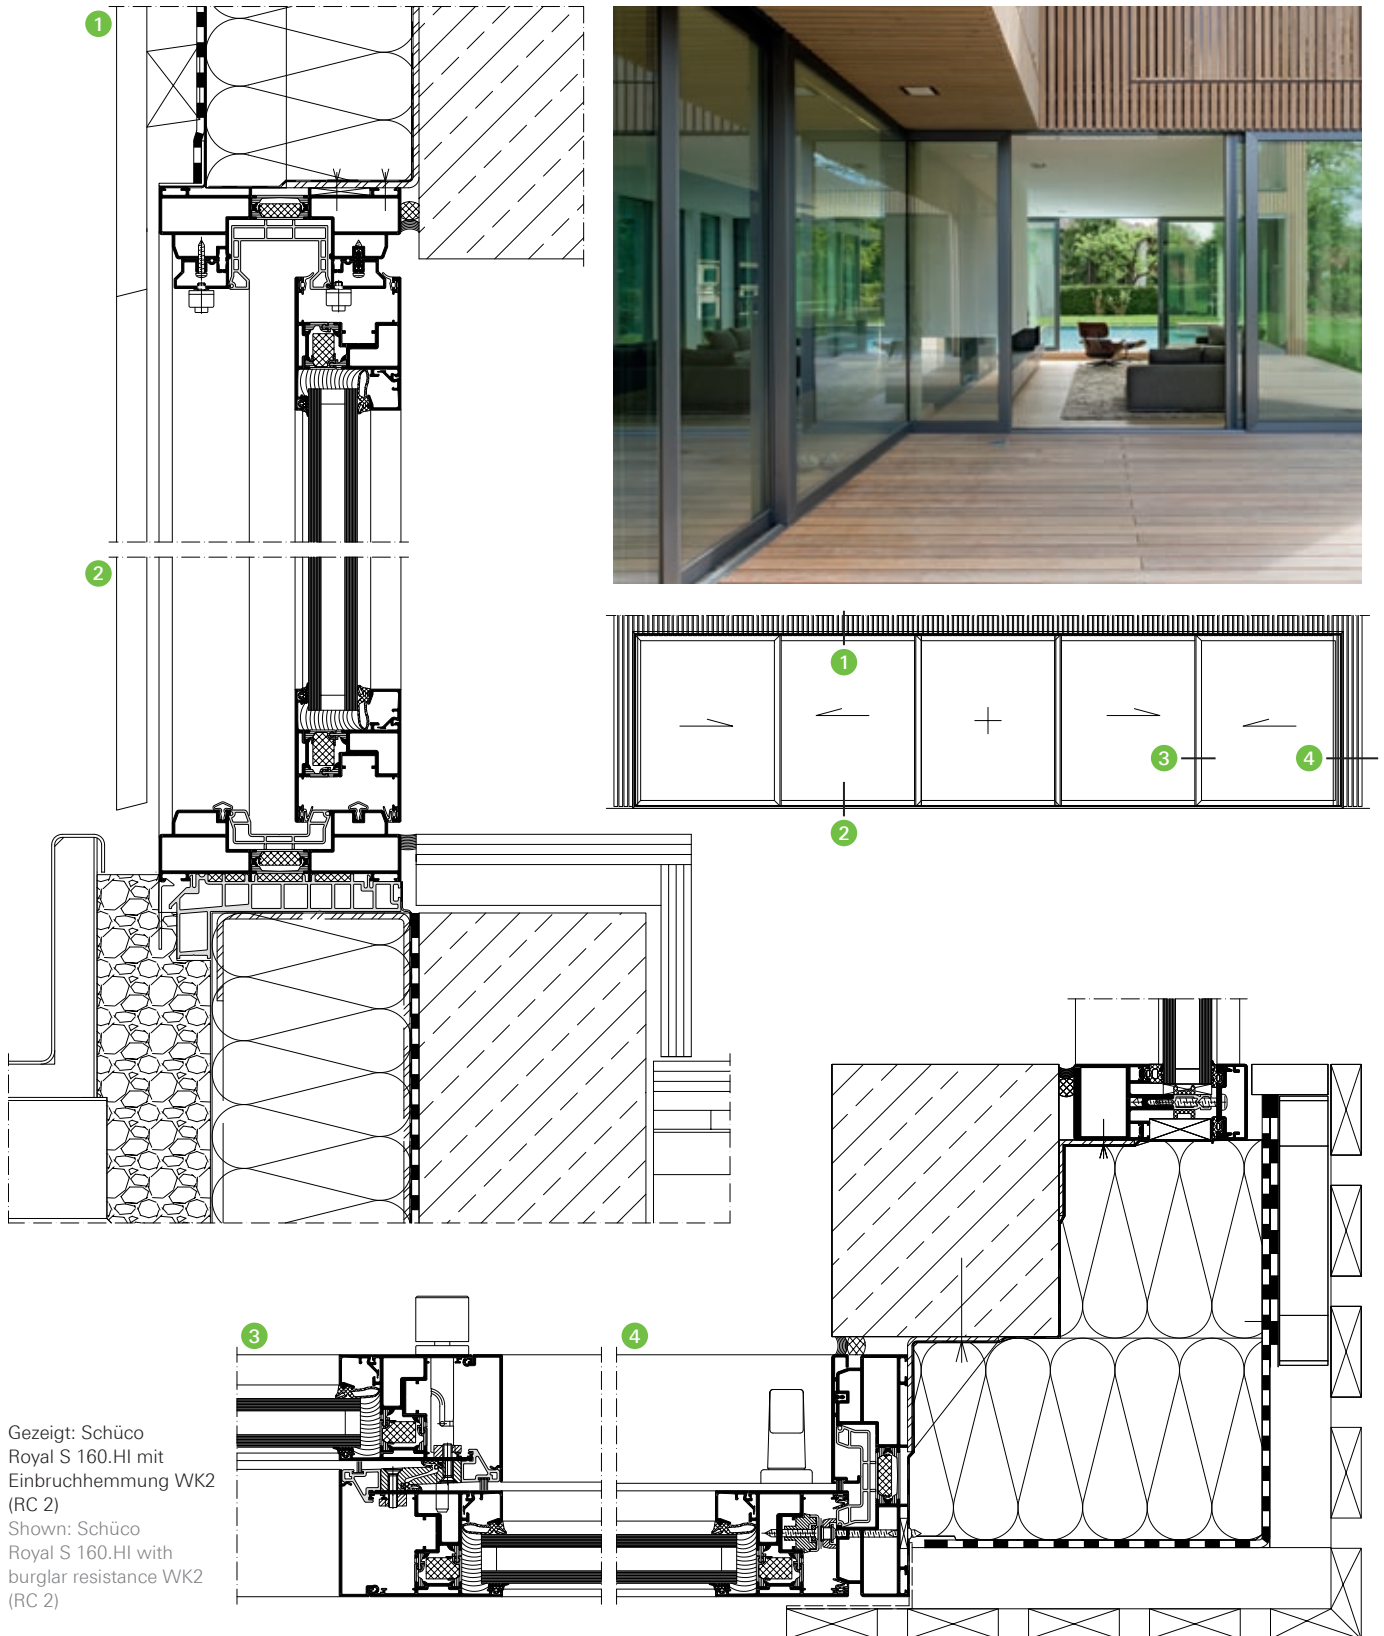 1
2
1
2
3
4
3
4
Gezeigt: Schüco
Royal S 160.HI mit
Einbruchhemmung WK2
(RC 2)
Shown: Schüco
Royal S 160.HI with
burglar resistance WK2
(RC 2)